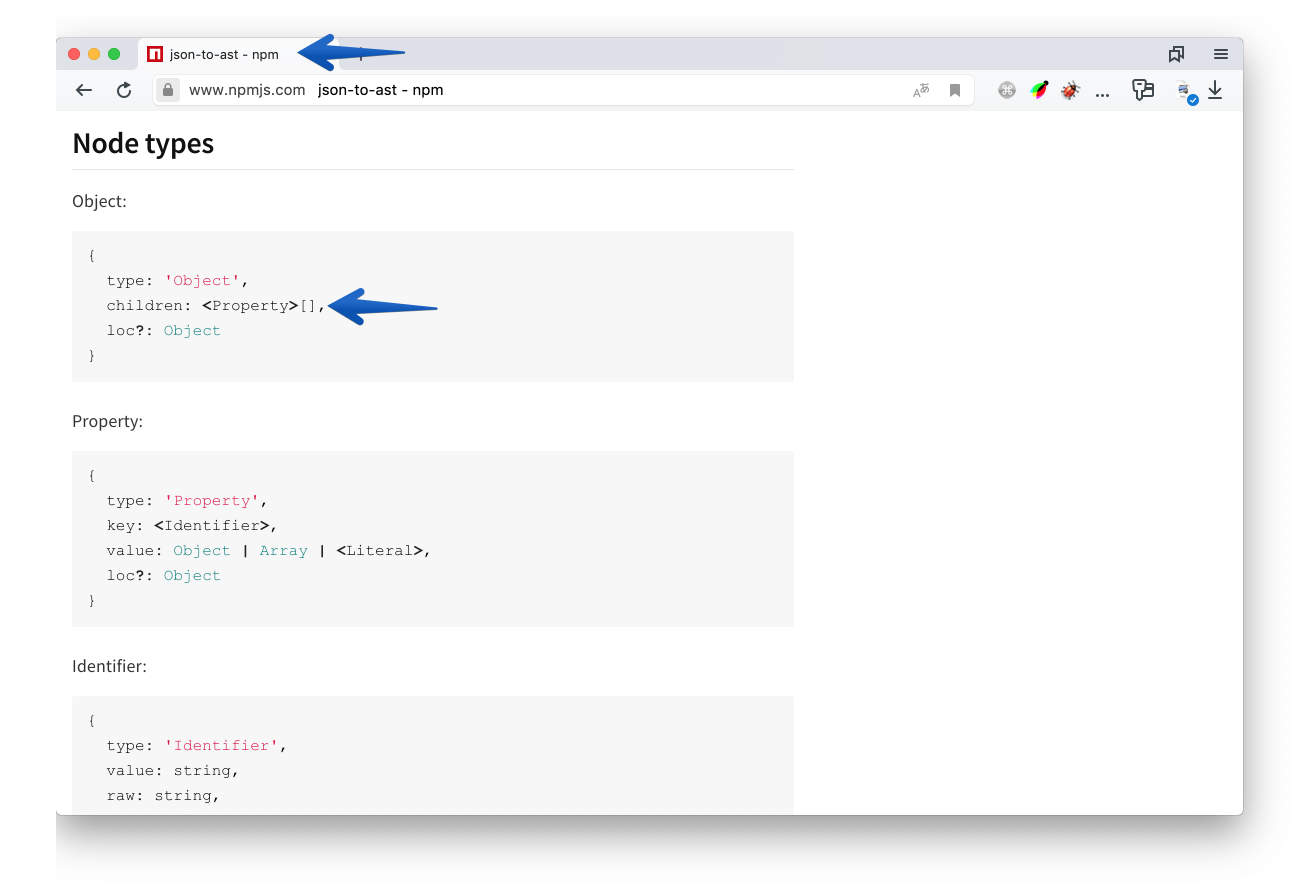 json-to-ast - npm
www.npmjs.com json-to-ast - npm
Node types
Object:
{
type: 'Object',
children: <Property>[],
loc?: Object
}
Property:
{
type: 'Property',
key: <Identifier>,
value: Object | Array | <Literal>,
loc?: Object
}
Identifier:
{
type: 'Identifier',
value: string,
raw: string,